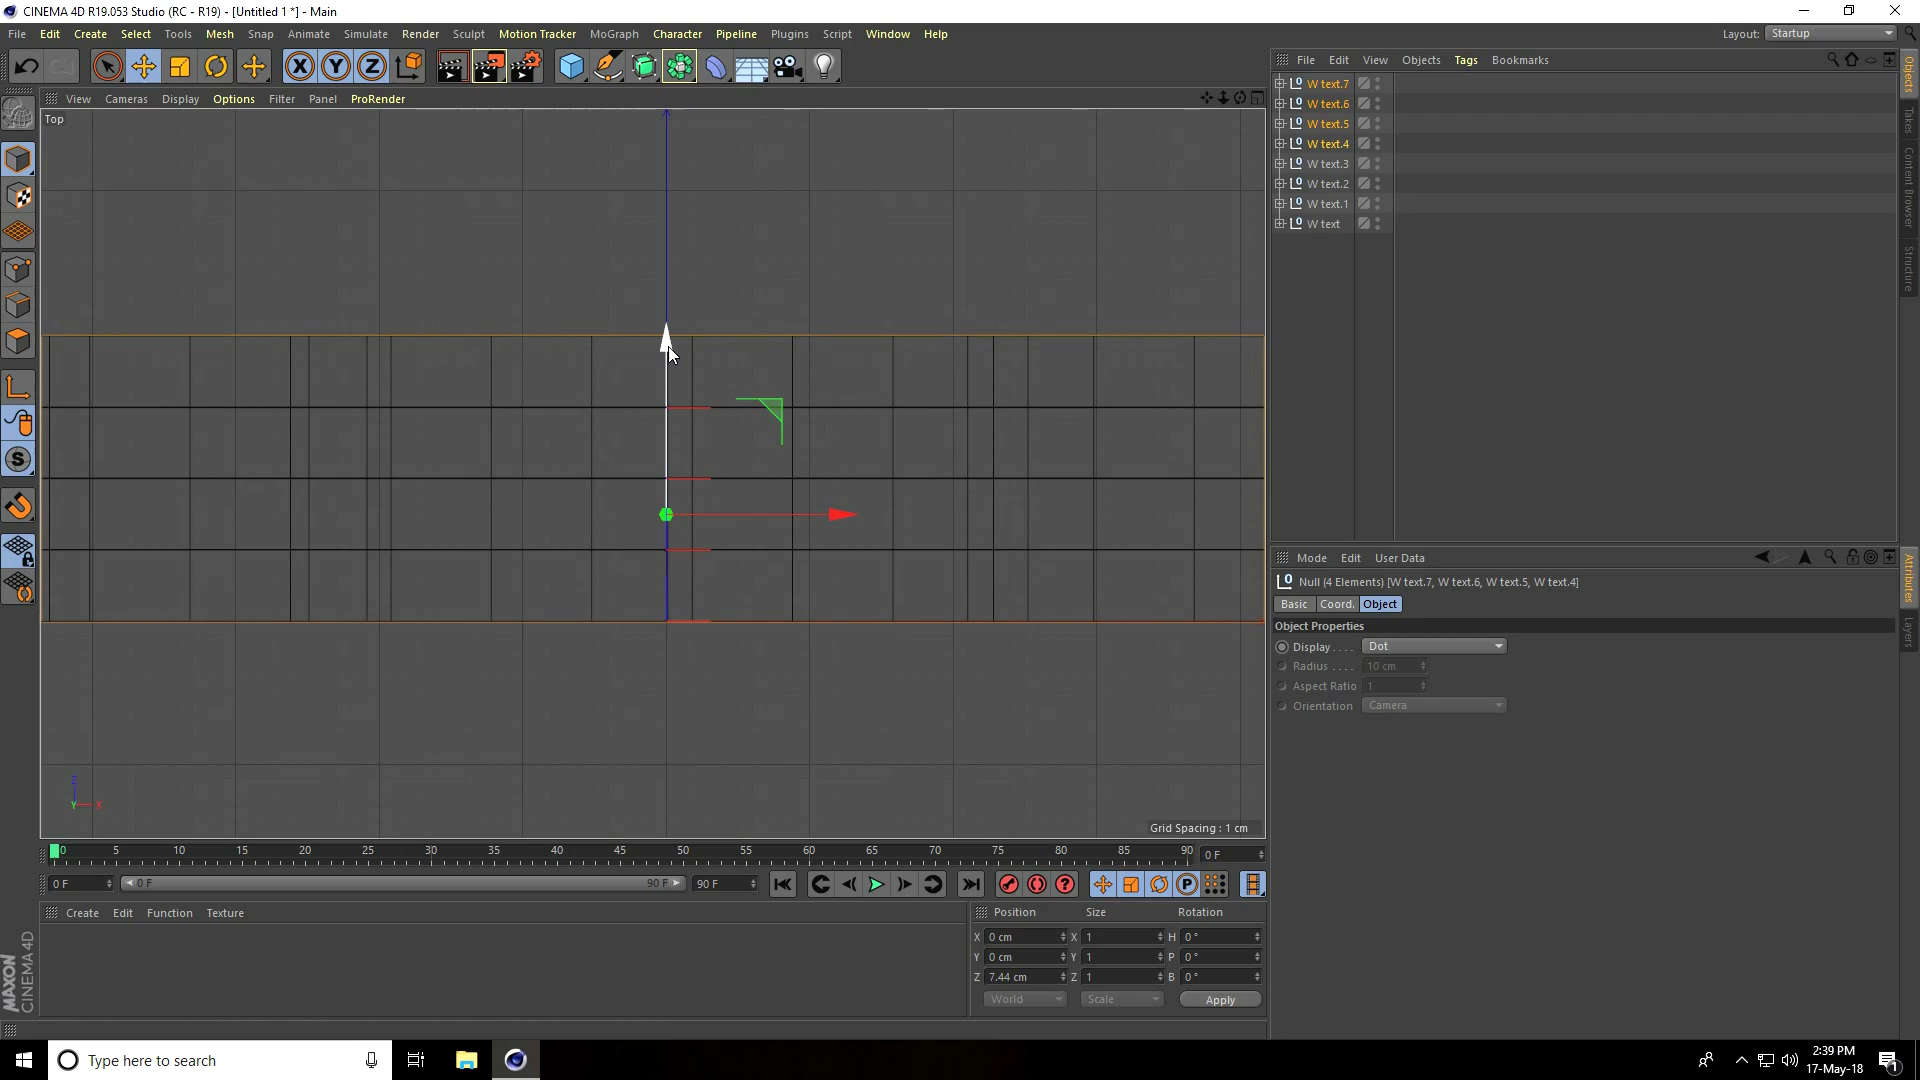 CINEMA 4D R19.053 Studio (RC - R19) - [Untitled 1 *] - Main
File Edit Create Select Tools Mesh Snap Animate Simulate Render Sculpt Motion Tracker MoGraph Character Pipeline Plugins Script Window Help
Layout: Startup
File Edit View Objects Tags Bookmarks
View Cameras Display Options Filter Panel ProRender
Top
W text.7
W text.6
W text.5
W text.4
W text.3
W text.2
W text.1
W text
Objects
Takes
Content Browser
Structure
Mode Edit User Data
Null (4 Elements) [W text.7, W text.6, W text.5, W text.4]
Basic Coord. Object
Object Properties
Display.... Dot
Radius .... 10 cm
Aspect Ratio 1
Orientation Camera
Attributes
Layers
Z
Y X
Grid Spacing : 1 cm
0 5 10 15 20 25 30 35 40 45 50 55 60 65 70 75 80 85 90 0 F
0 F 0 F 90 F 90 F
Create Edit Function Texture
Position Size Rotation
X 0 cm X 1 H 0 °
Y 0 cm Y 1 P 0 °
Z 7.44 cm Z 1 B 0 °
World Scale Apply
MAXON
CINEMA 4D
Type here to search
2:39 PM
17-May-18
1